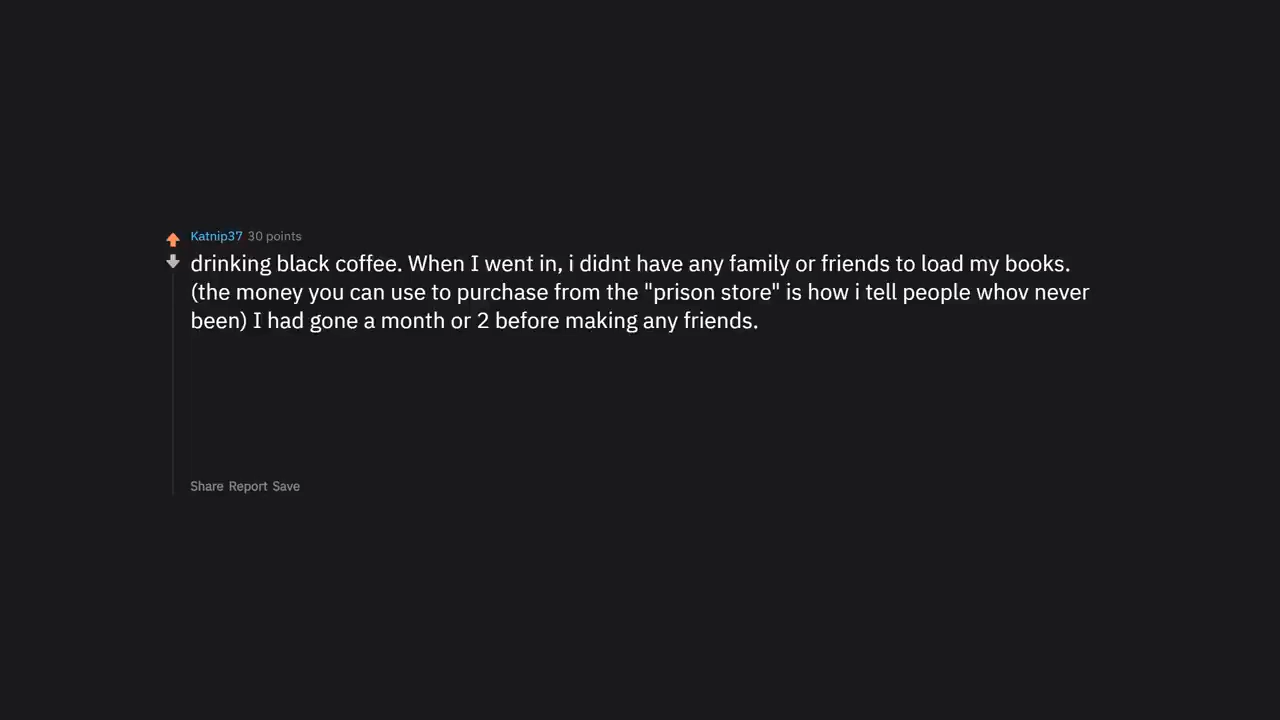 Katnip37 30 points
drinking black coffee. When I went in, i didnt have any family or friends to load my books.
(the money you can use to purchase from the "prison store" is how i tell people whov never
been) I had gone a month or 2 before making any friends.
Share Report Save